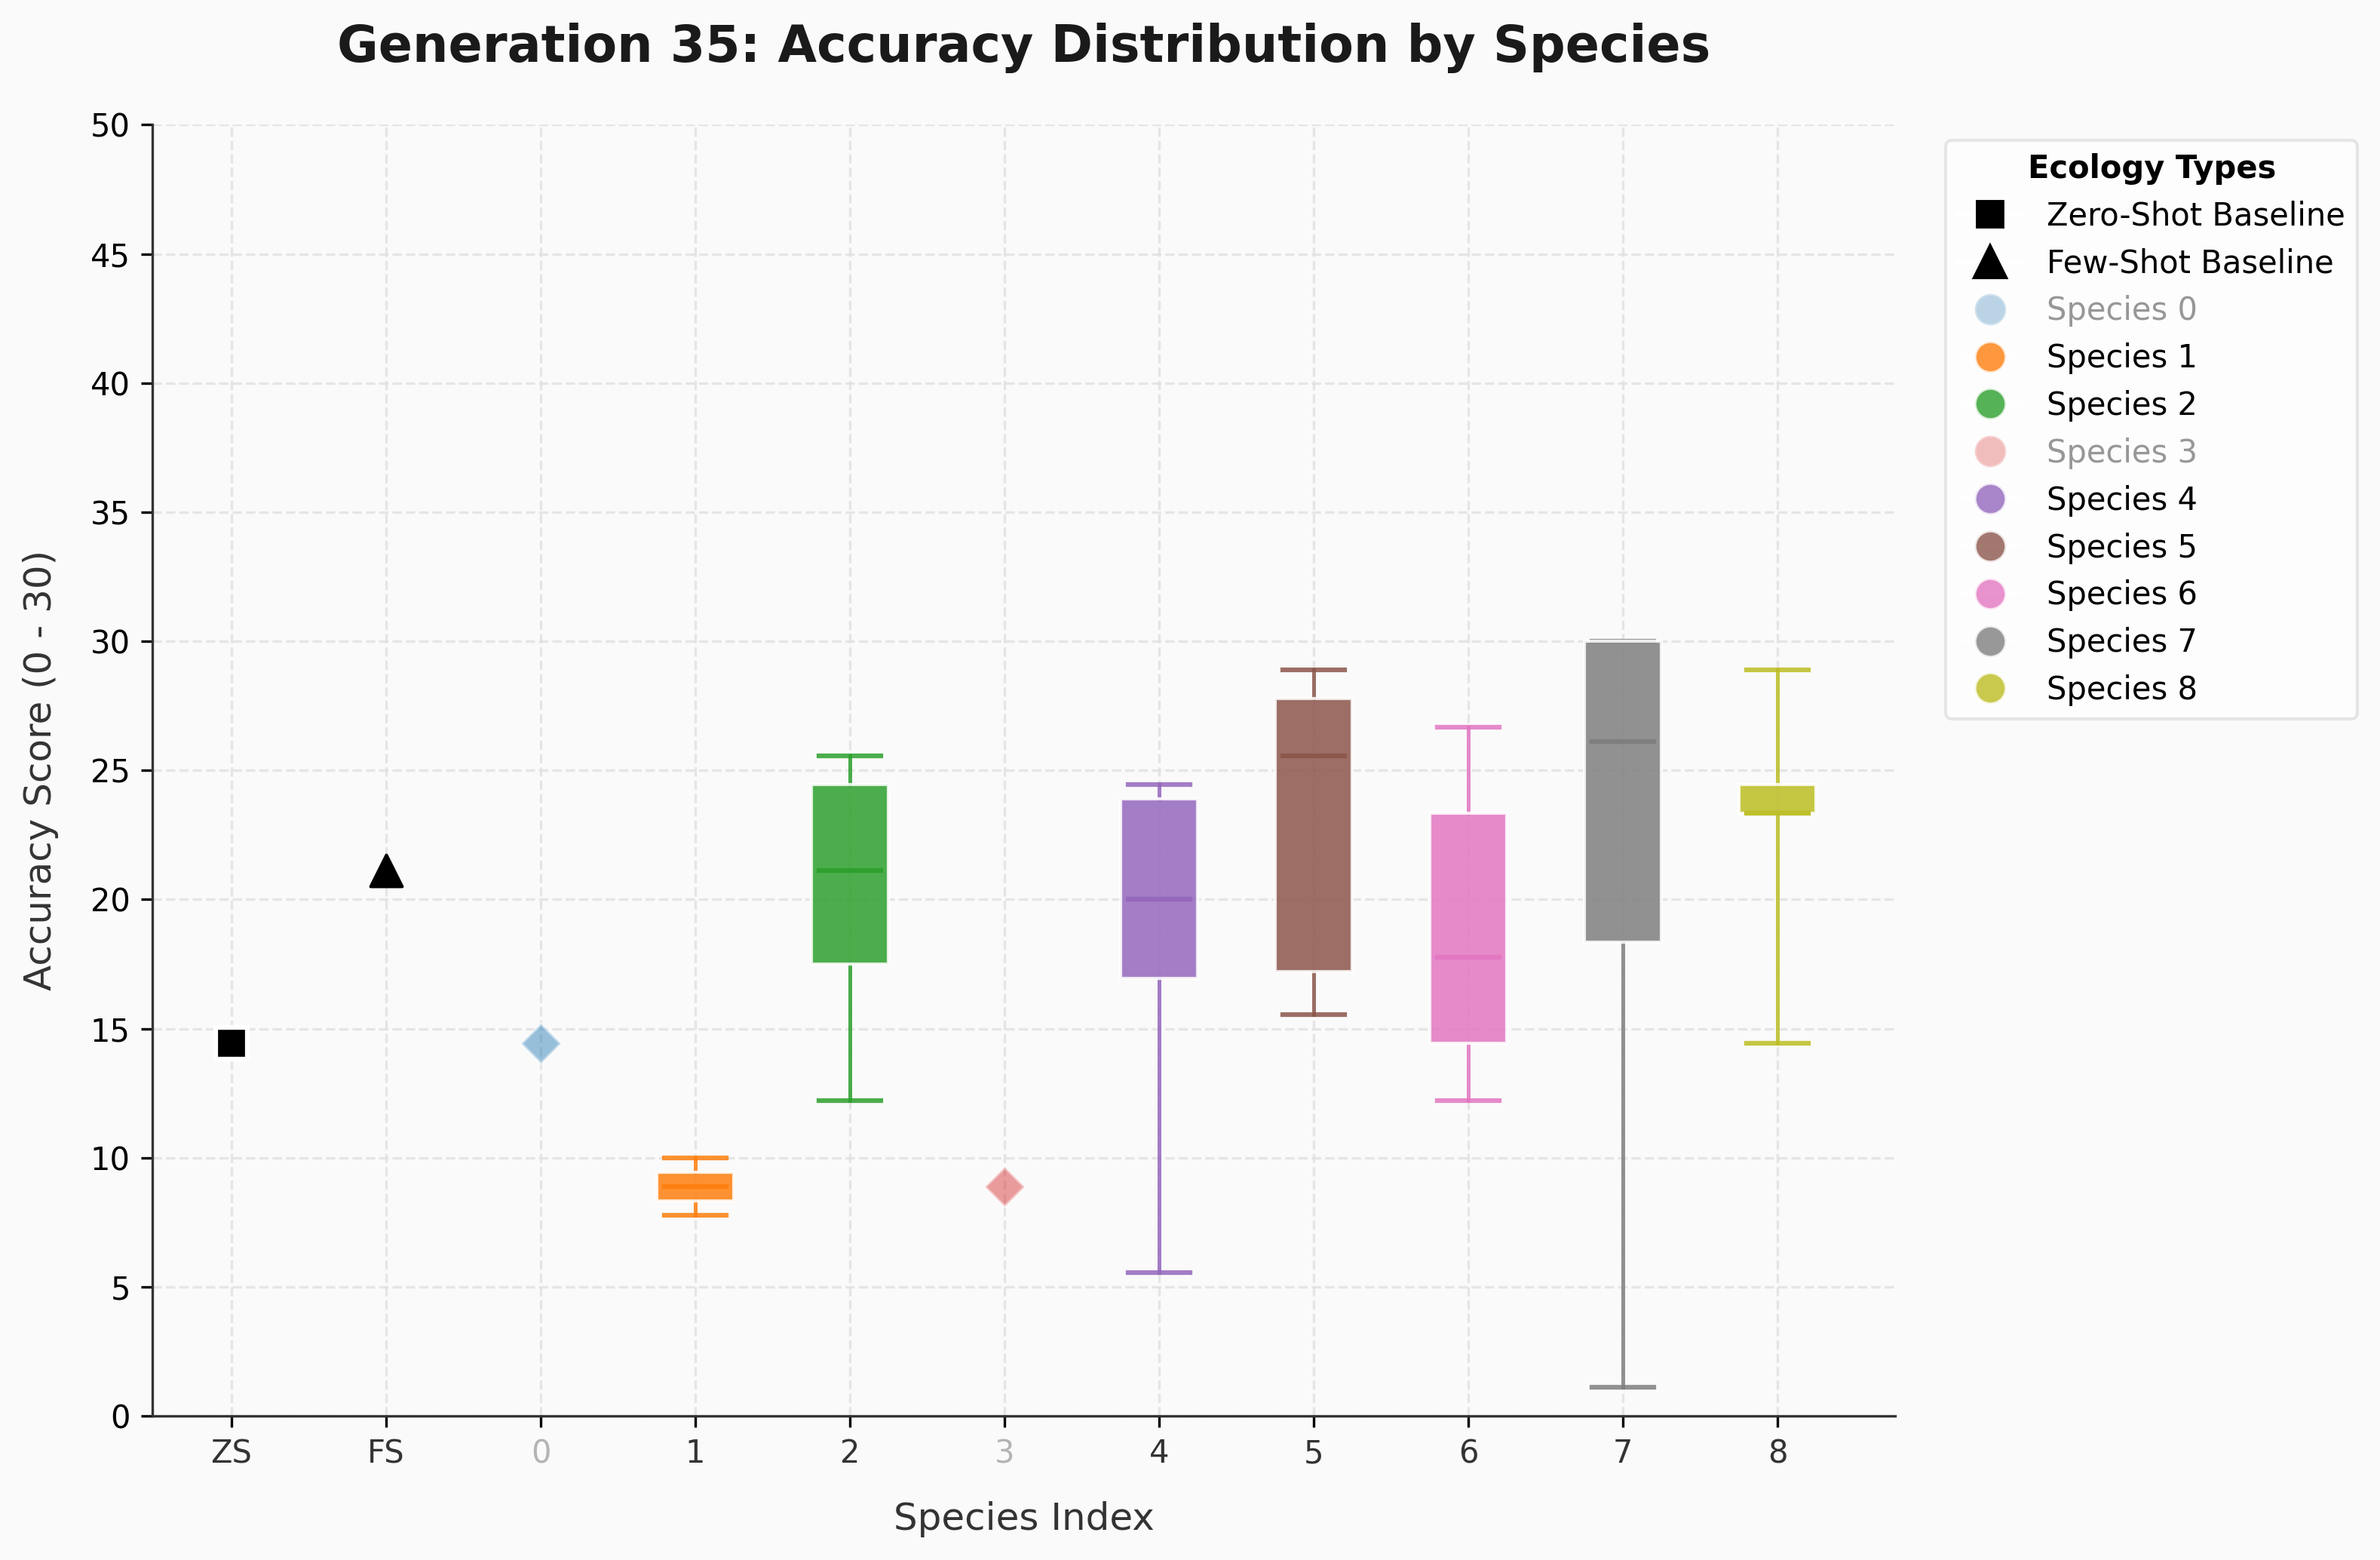 Generation 35: Accuracy Distribution by Species
50
45
40
35
30
25
20
15
10
5
0
Accuracy Score (0 - 30)
ZS FS 0 1 2 3 4 5 6 7 8
Species Index
Ecology Types
Zero-Shot Baseline
Few-Shot Baseline
Species 0
Species 1
Species 2
Species 3
Species 4
Species 5
Species 6
Species 7
Species 8